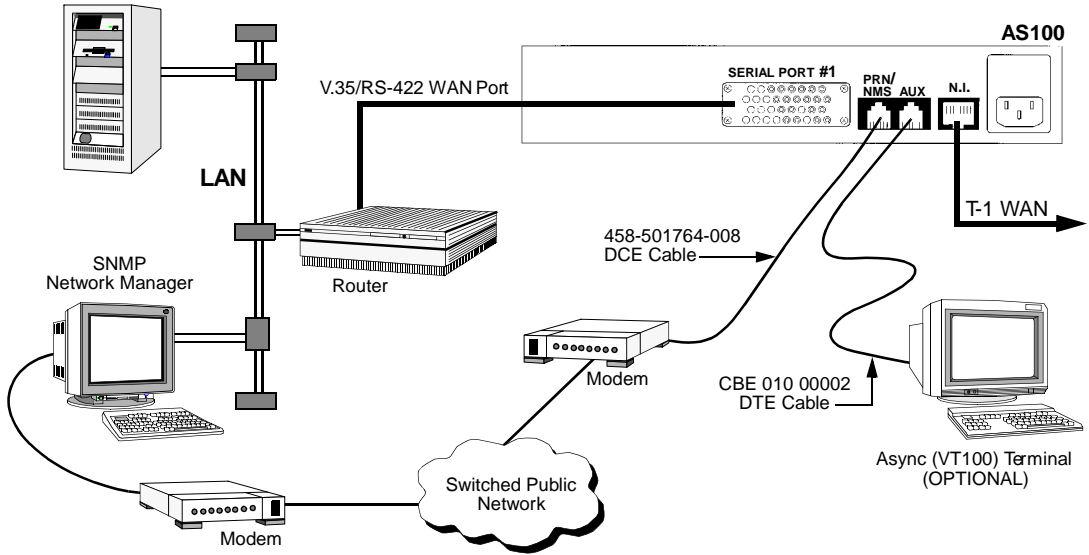 AS100
SERIAL PORT #1
PRN/
NMS
AUX
N.I.
V.35/RS-422 WAN Port
LAN
T-1 WAN
458-501764-008
DCE Cable
SNMP
Network Manager
Router
Modem
CBE 010 00002
DTE Cable
Async (VT100) Terminal
(OPTIONAL)
Switched Public
Network
Modem